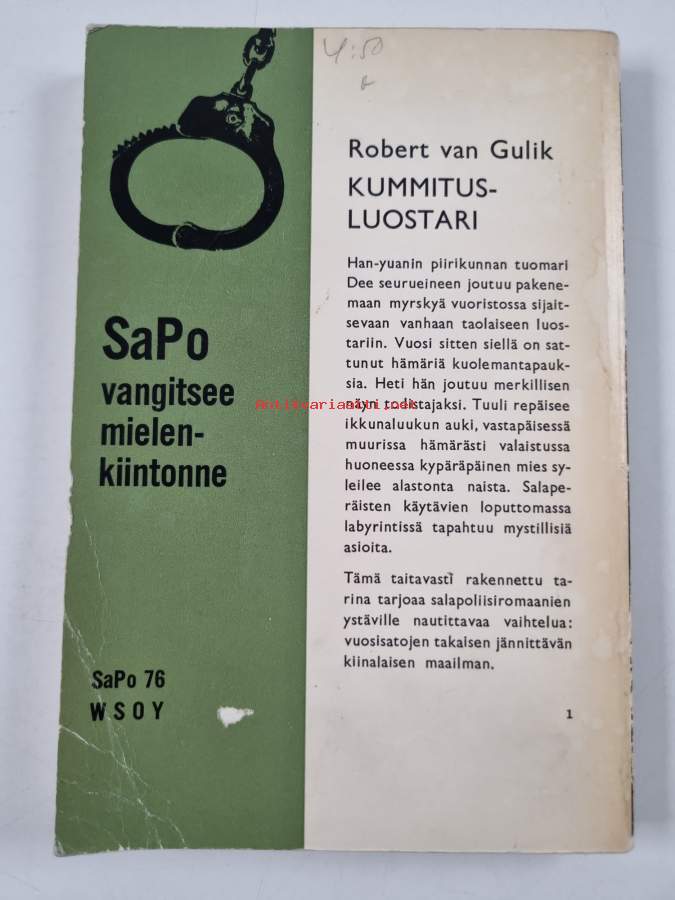 4:50
SaPo
vangitsee
mielen-
kiintonne
SaPo 76
WSOY
Robert van Gulik
KUMMITUS-
LUOSTARI
Han-yuanin piirikunnan tuomari
Dee seurueineen joutuu pakene-
maan myrskyä vuoristossa sijait-
sevaan vanhaan taolaiseen luos-
tariin. Vuosi sitten siellä on sat-
tunut hämäriä kuolemantapauk-
sia. Heti hän joutuu merkillisen
näyn todistajaksi. Tuuli repäisee
ikkunaluukun auki, vastapäisessä
muurissa hämärästi valaistussa
huoneessa kypäräpäinen mies sy-
leilee alastonta naista. Salape-
räisten käytävien loputtomassa
labyrintissä tapahtuu mystillisiä
asioita.
Tämä taitavasti rakennettu ta-
rina tarjoaa salapoliisiromaanien
ystäville nautittavaa vaihtelua:
vuosisatojen takaisen jännittävän
kiinalaisen maailman.
1